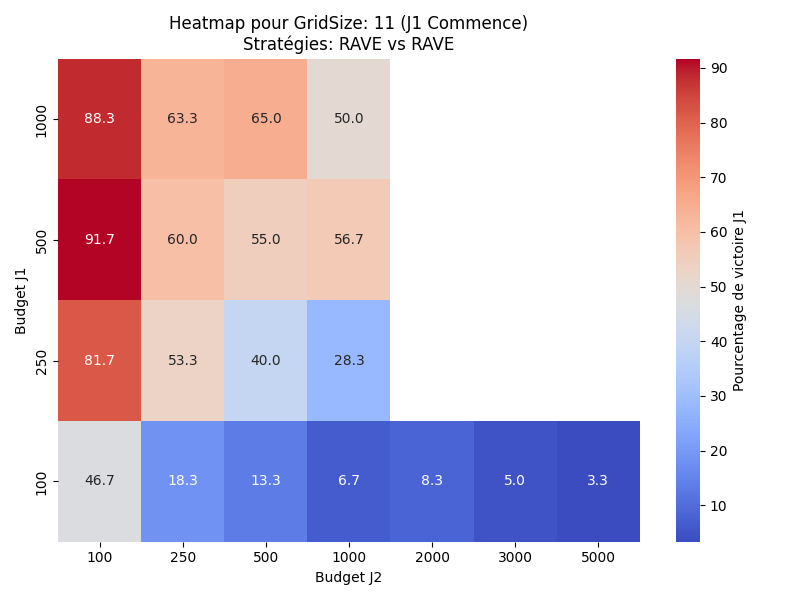 Heatmap pour GridSize: 11 (J1 Commence)
Stratégies: RAVE vs RAVE
Budget J1
1000
88.3 63.3 65.0 50.0
500
91.7 60.0 55.0 56.7
250
81.7 53.3 40.0 28.3
100
46.7 18.3 13.3 6.7 8.3 5.0 3.3
100 250 500 1000 2000 3000 5000
Budget J2
90
80
70
60
50
40
30
20
10
Pourcentage de victoire J1